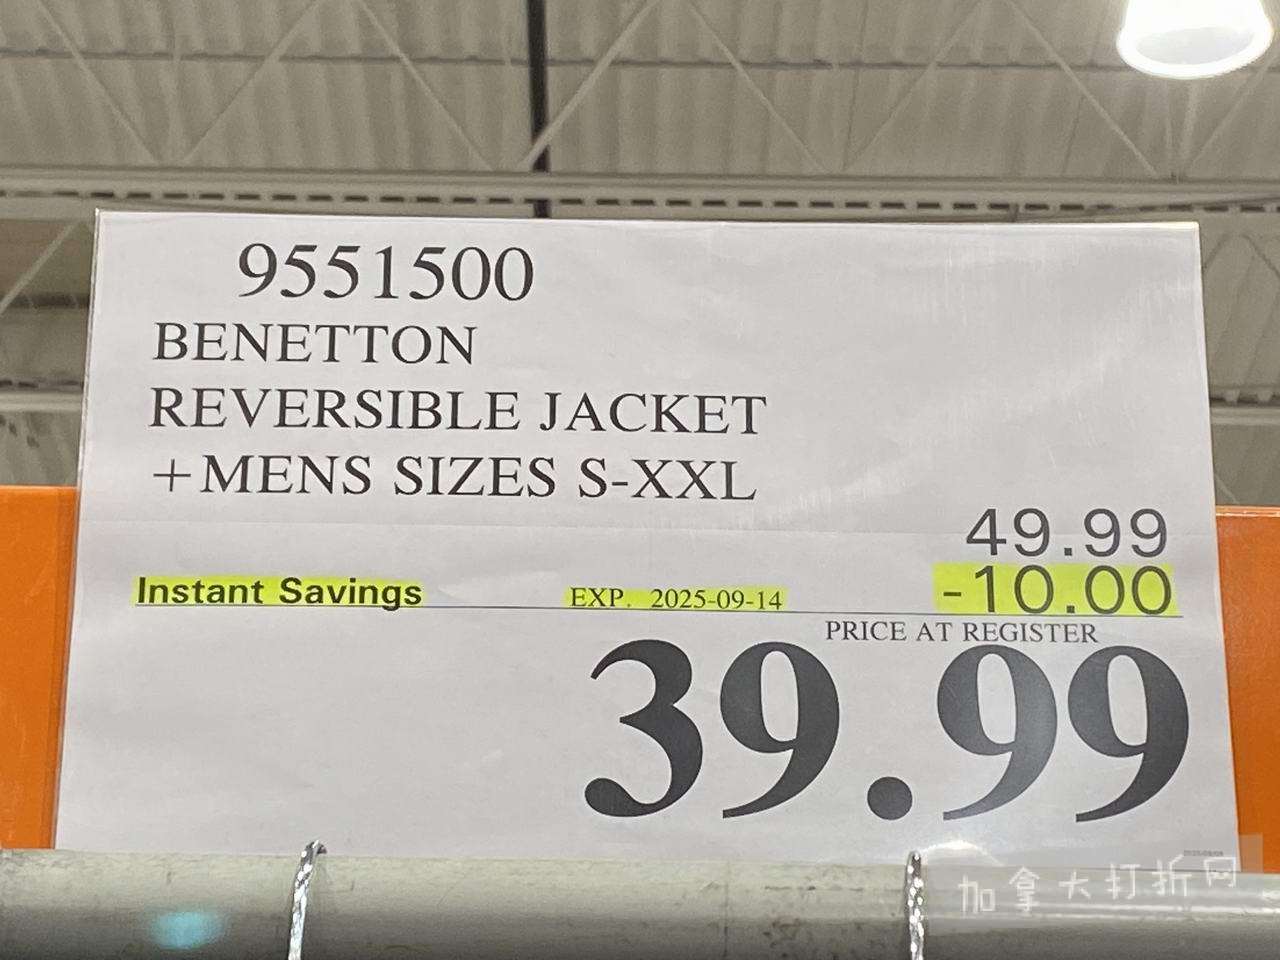 9551500
BENETTON
REVERSIBLE JACKET
+MENS SIZES S-XXL
49.99
Instant Savings EXP. 2025-09-14 -10.00
PRICE AT REGISTER
39.99
加拿大打折网